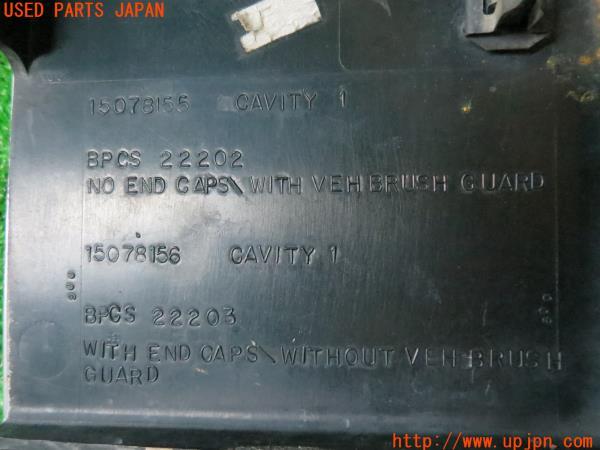 USED PARTS JAPAN
15078155 CAVITY 1
BPCS 22202
NO END CAPS\WITH VEH BRUSH GUARD
15078156 CAVITY 1
BPCS 22203
WITH END CAPS\WITHOUT VEH BRUSH
GUARD
http://www.upjpn.com/